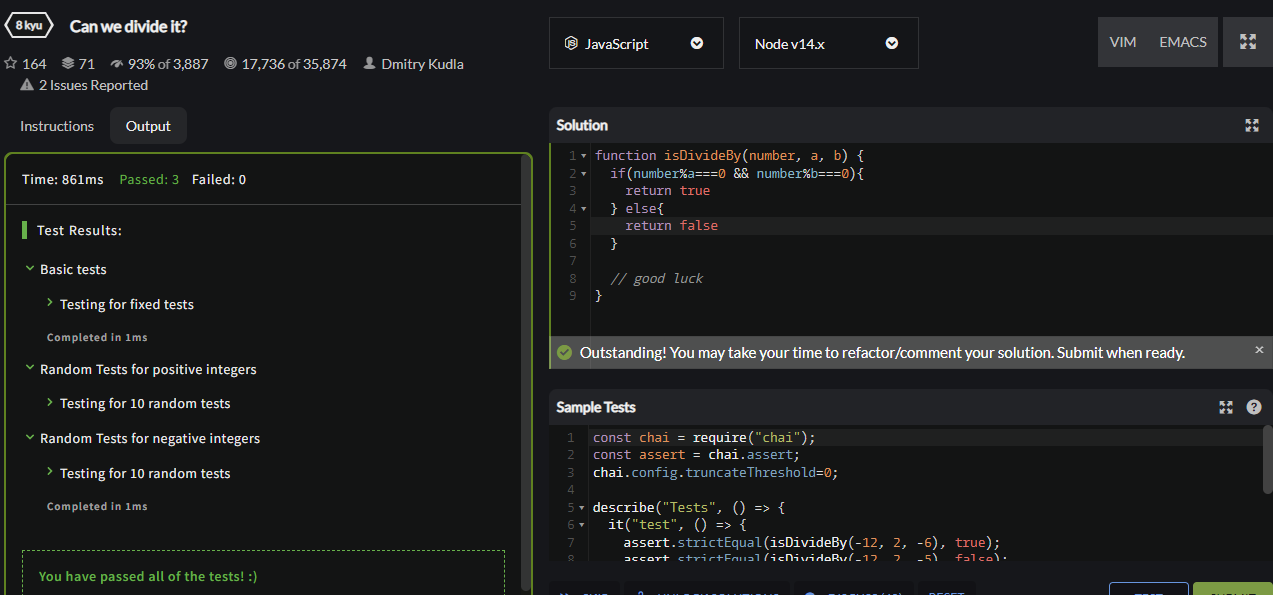 8 kyu Can we divide it?
164 71 93% of 3,887 17,736 of 35,874 Dmitry Kudla
2 Issues Reported
Instructions Output
Time: 861ms Passed: 3 Failed: 0
Test Results:
Basic tests
Testing for fixed tests
Completed in 1ms
Random Tests for positive integers
Testing for 10 random tests
Random Tests for negative integers
Testing for 10 random tests
Completed in 1ms
You have passed all of the tests! :)
JavaScript Node v14.x VIM EMACS
Solution
1 function isDivideBy(number, a, b) {
2 if(number%a===0 && number%b===0){
3 return true
4 } else{
5 return false
6 }
7
8 // good luck
9 }
Outstanding! You may take your time to refactor/comment your solution. Submit when ready.
Sample Tests
1 const chai = require("chai");
2 const assert = chai.assert;
3 chai.config.truncateThreshold=0;
4
5 describe("Tests", () => {
6 it("test", () => {
7 assert.strictEqual(isDivideBy(-12, 2, -6), true);
8 assert.strictEqual(isDivideBy(-12, 2, -5), false);